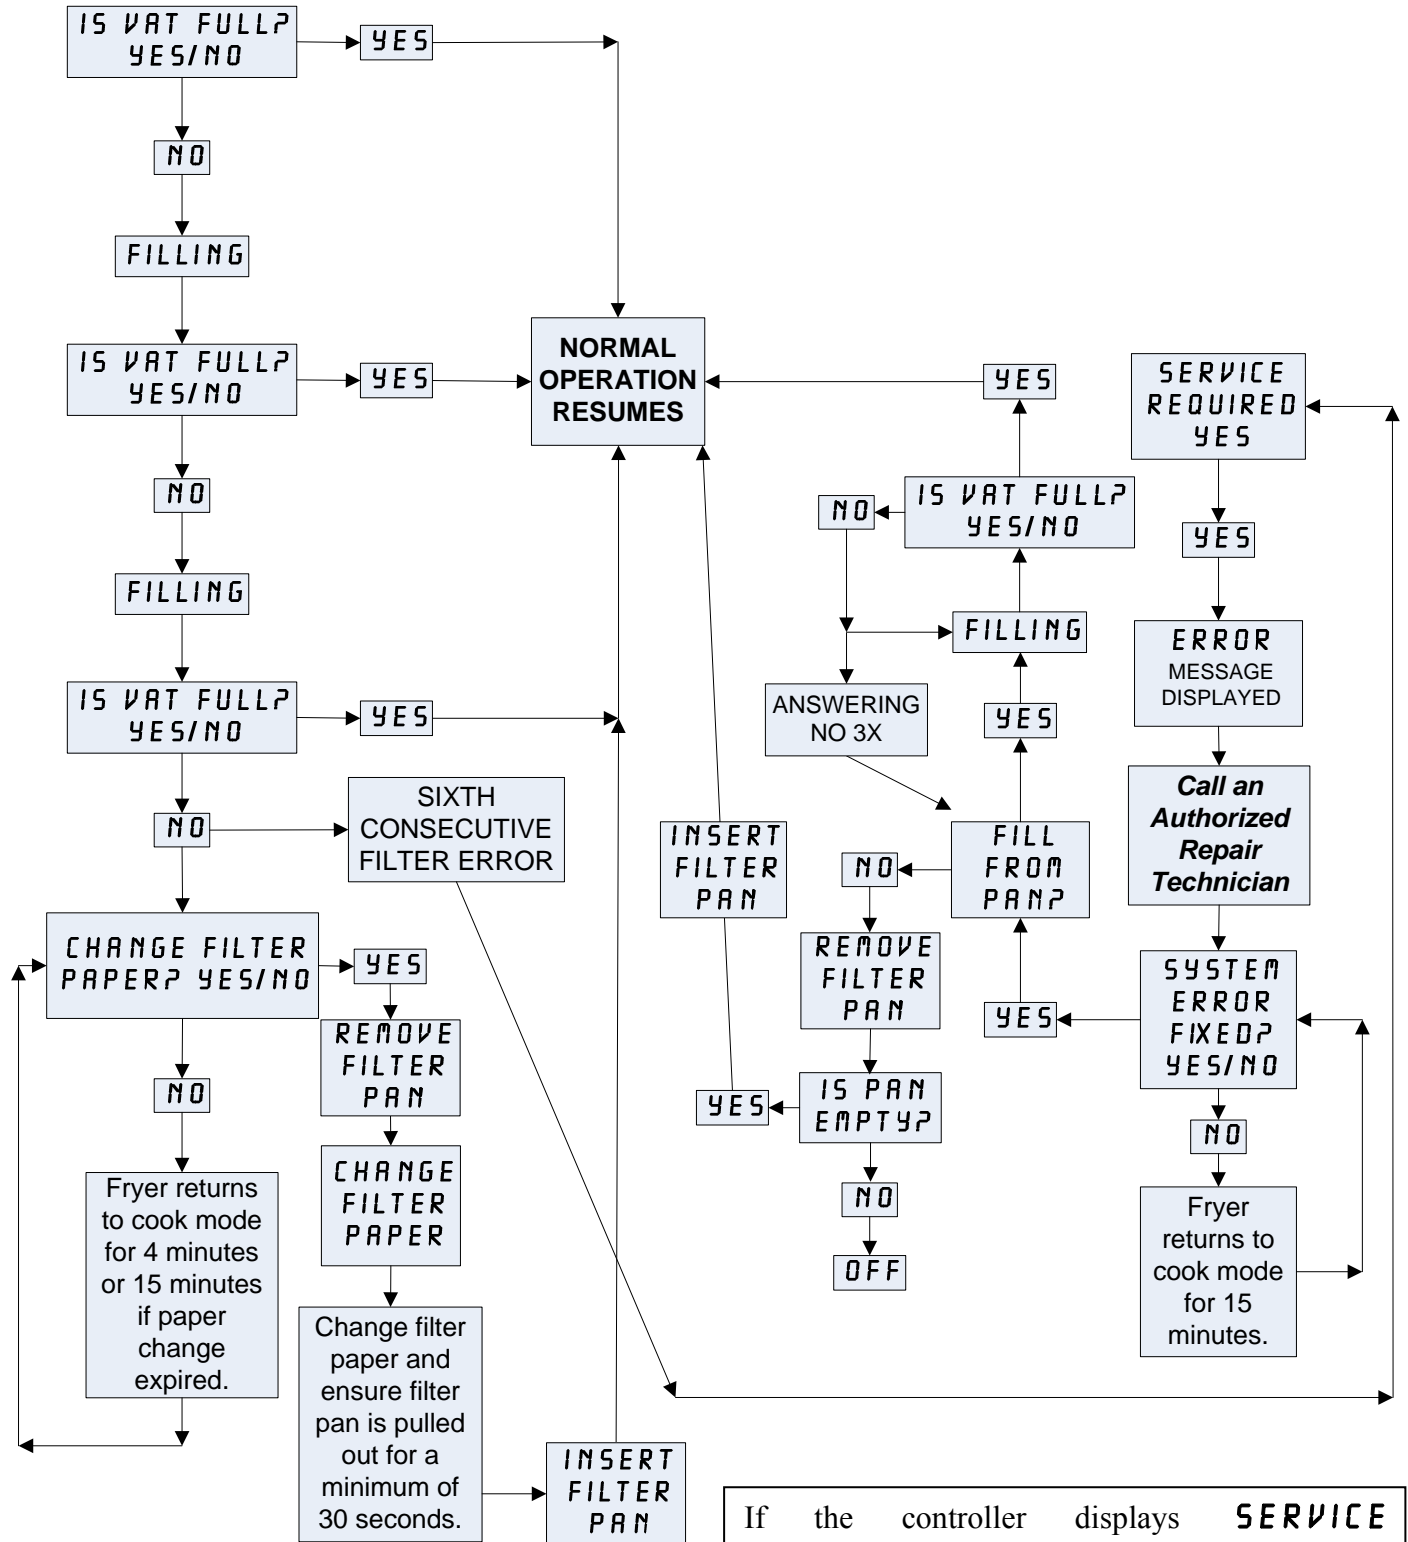 IS VAT FULL?
YES/NO
YES
NO
FILLING
IS VAT FULL?
YES/NO
YES
NO
FILLING
IS VAT FULL?
YES/NO
YES
NO
SIXTH
CONSECUTIVE
FILTER ERROR
CHANGE FILTER
PAPER? YES/NO
YES
REMOVE
FILTER
PAN
CHANGE
FILTER
PAPER
Change filter
paper and
ensure filter
pan is pulled
out for a
minimum of
30 seconds.
INSERT
FILTER
PAN
NO
Fryer returns
to cook mode
for 4 minutes
or 15 minutes
if paper
change
expired.
NORMAL
OPERATION
RESUMES
YES
IS VAT FULL?
YES/NO
NO
FILLING
ANSWERING
NO 3X
YES
FILL
FROM
PAN?
NO
REMOVE
FILTER
PAN
IS PAN
EMPTY?
YES
INSERT
FILTER
PAN
NO
OFF
SERVICE
REQUIRED
YES
YES
ERROR
MESSAGE
DISPLAYED
Call an
Authorized
Repair
Technician
SYSTEM
ERROR
FIXED?
YES/NO
YES
NO
Fryer
returns to
cook mode
for 15
minutes.
If the controller displays SERVICE